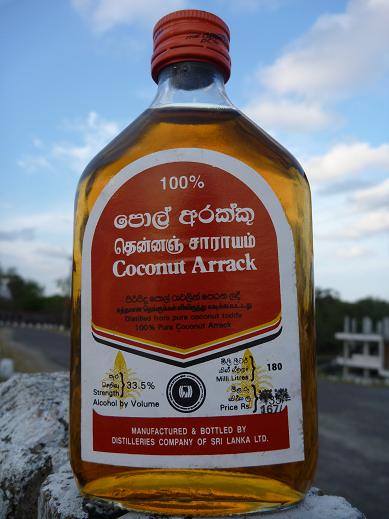 100%
පොල් අරක්කු
தென்னஞ் சாராயம்
Coconut Arrack
Distilled from pure coconut toddy
100% Pure Coconut Arrack
Strength
33.5%
Alcohol by Volume
Milli Litres
180
Price Rs.
167/-
MANUFACTURED & BOTTLED BY
DISTILLERIES COMPANY OF SRI LANKA LTD.